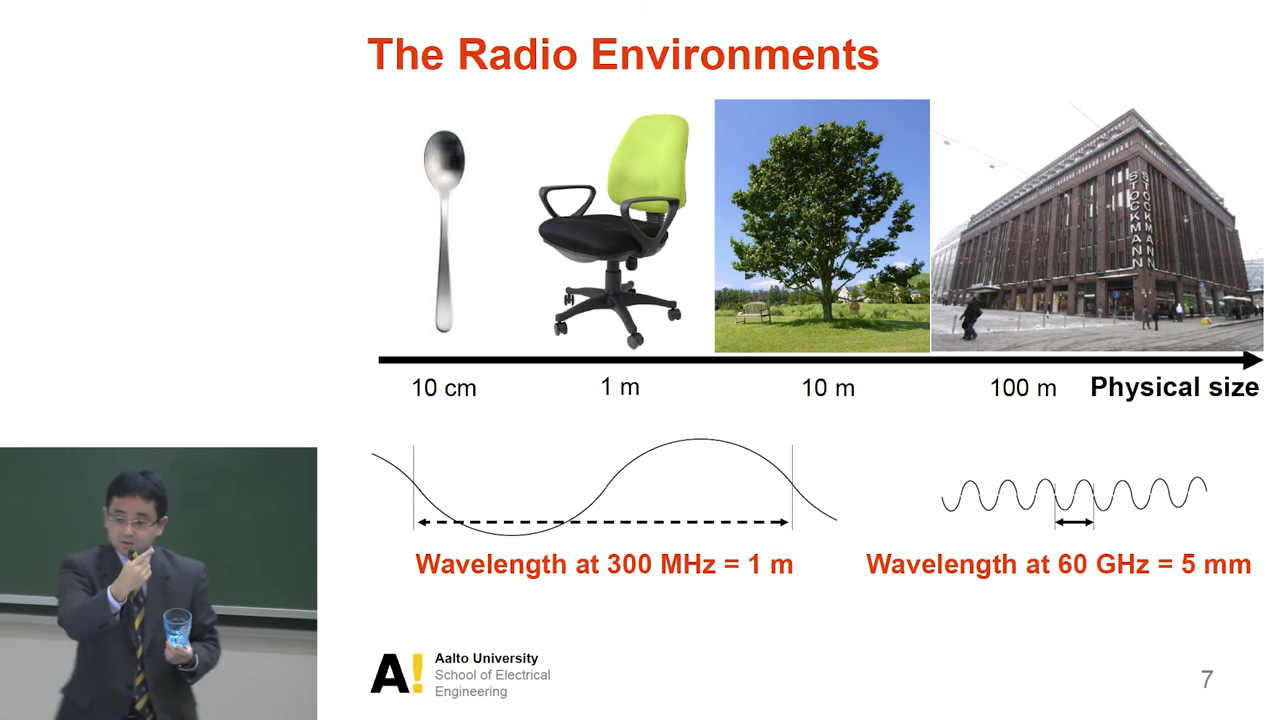 The Radio Environments
STOCKMANN
STOCKMANN
10 cm
1 m
10 m
100 m
Physical size
Wavelength at 300 MHz = 1 m
Wavelength at 60 GHz = 5 mm
A!
Aalto University
School of Electrical
Engineering
7